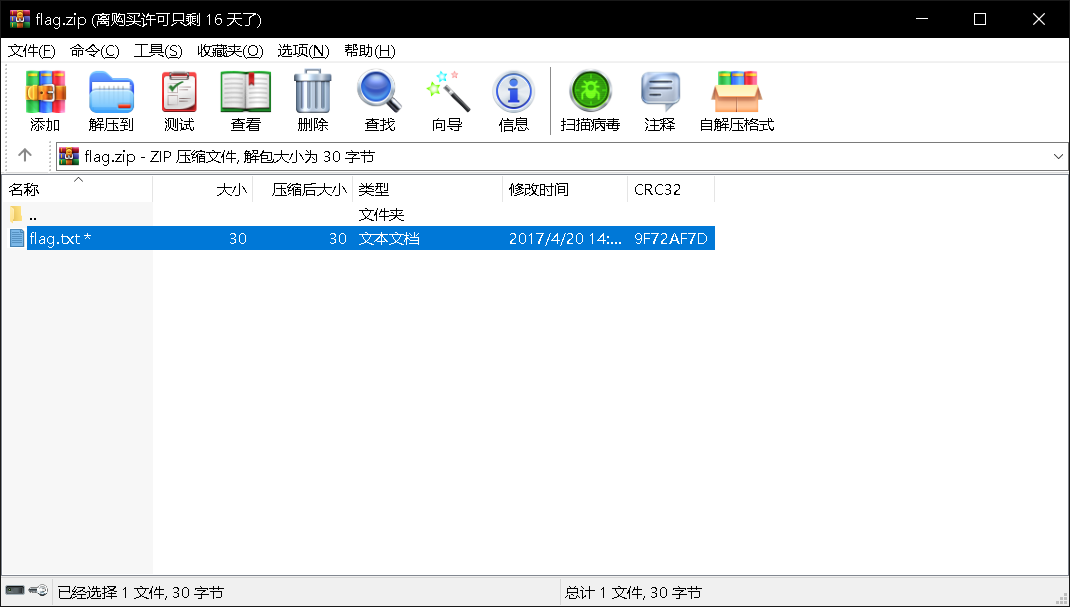 flag.zip (离购买许可只剩 16 天了)
文件(F) 命令(C) 工具(S) 收藏夹(O) 选项(N) 帮助(H)
添加 解压到 测试 查看 删除 查找 向导 信息 扫描病毒 注释 自解压格式
flag.zip - ZIP 压缩文件, 解包大小为 30 字节
名称 大小 压缩后大小 类型 修改时间 CRC32
.. 文件夹
flag.txt * 30 30 文本文档 2017/4/20 14:... 9F72AF7D
已经选择 1 文件, 30 字节 总计 1 文件, 30 字节